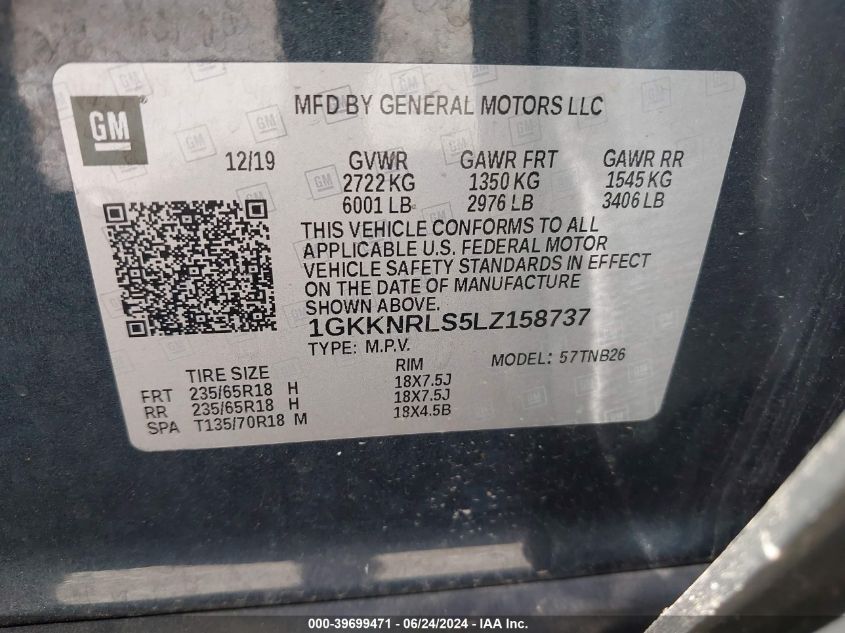 GM
MFD BY GENERAL MOTORS LLC
12/19 GVWR GAWR FRT GAWR RR
2722 KG 1350 KG 1545 KG
6001 LB 2976 LB 3406 LB
THIS VEHICLE CONFORMS TO ALL
APPLICABLE U.S. FEDERAL MOTOR
VEHICLE SAFETY STANDARDS IN EFFECT
ON THE DATE OF MANUFACTURE
SHOWN ABOVE.
1GKKNRLS5LZ158737
TYPE: M.P.V. MODEL: 57TNB26
TIRE SIZE RIM
FRT 235/65R18 H 18X7.5J
RR 235/65R18 H 18X7.5J
SPA T135/70R18 M 18X4.5B
000-39699471 - 06/24/2024 - IAA, Inc.